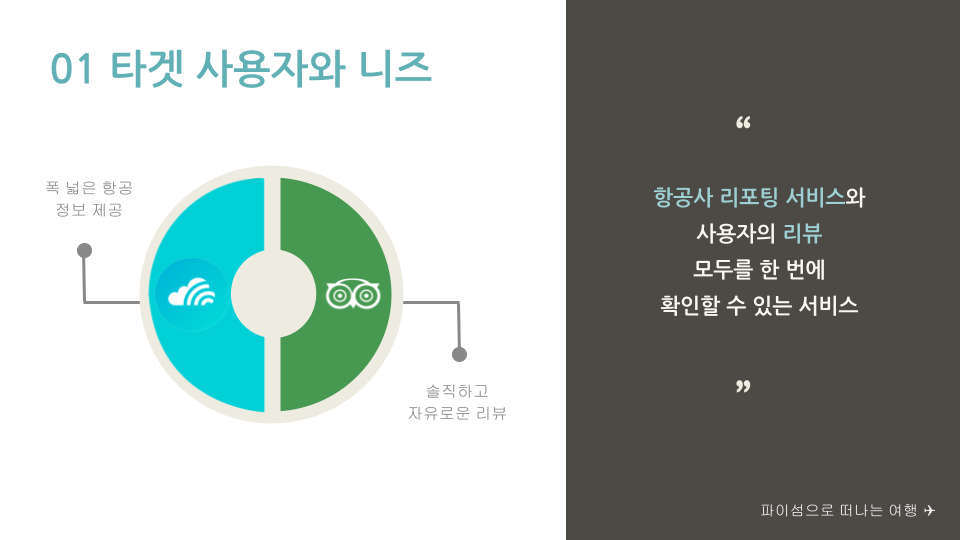 01 타겟 사용자와 니즈
폭 넓은 항공
정보 제공
솔직하고
자유로운 리뷰
“
항공사 리포팅 서비스와
사용자의 리뷰
모두를 한 번에
확인할 수 있는 서비스
”
파이썸으로 떠나는 여행 ✈